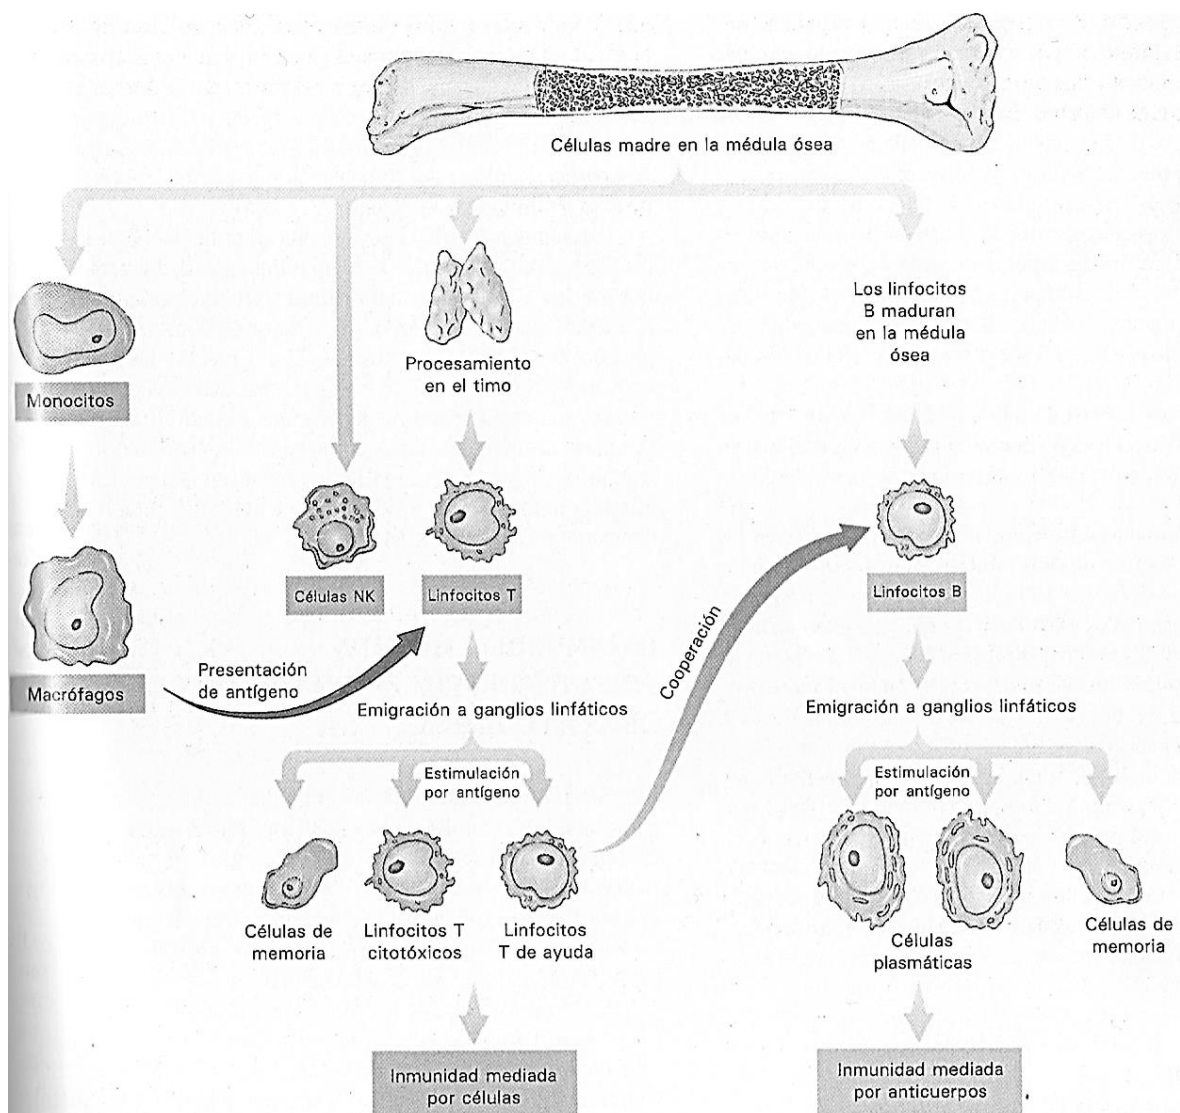 Células madre en la médula ósea
Los linfocitos
B maduran
en la médula
ósea
Procesamiento
en el timo
Monocitos
Células NK
Linfocitos T
Linfocitos B
Presentación
de antígeno
Macrófagos
Cooperación
Emigración a ganglios linfáticos
Emigración a ganglios linfáticos
Estimulación
por antígeno
Estimulación
por antígeno
Células de
memoria
Linfocitos T
citotóxicos
Linfocitos
T de ayuda
Células
plasmáticas
Células de
memoria
Inmunidad mediada
por células
Inmunidad mediada
por anticuerpos